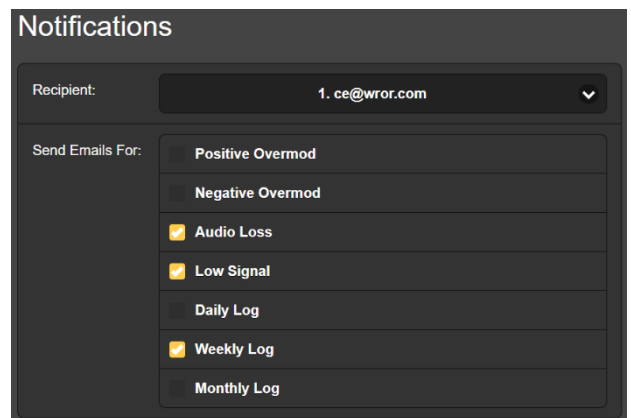 Notifications
Recipient: 1. ce@wror.com
Send Emails For: Positive Overmod
Negative Overmod
Audio Loss
Low Signal
Daily Log
Weekly Log
Monthly Log